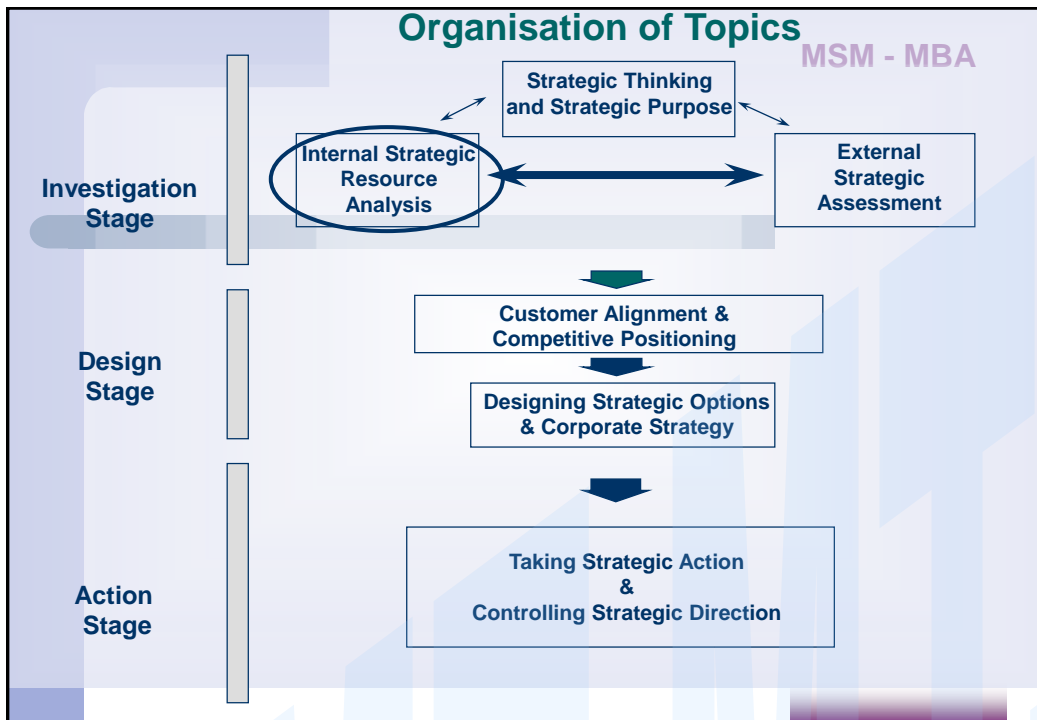 Organisation of Topics
MSM - MBA
Strategic Thinking
and Strategic Purpose
Internal Strategic
Resource
Analysis
External
Strategic
Assessment
Investigation
Stage
Customer Alignment &
Competitive Positioning
Design
Stage
Designing Strategic Options
& Corporate Strategy
Taking Strategic Action
&
Controlling Strategic Direction
Action
Stage